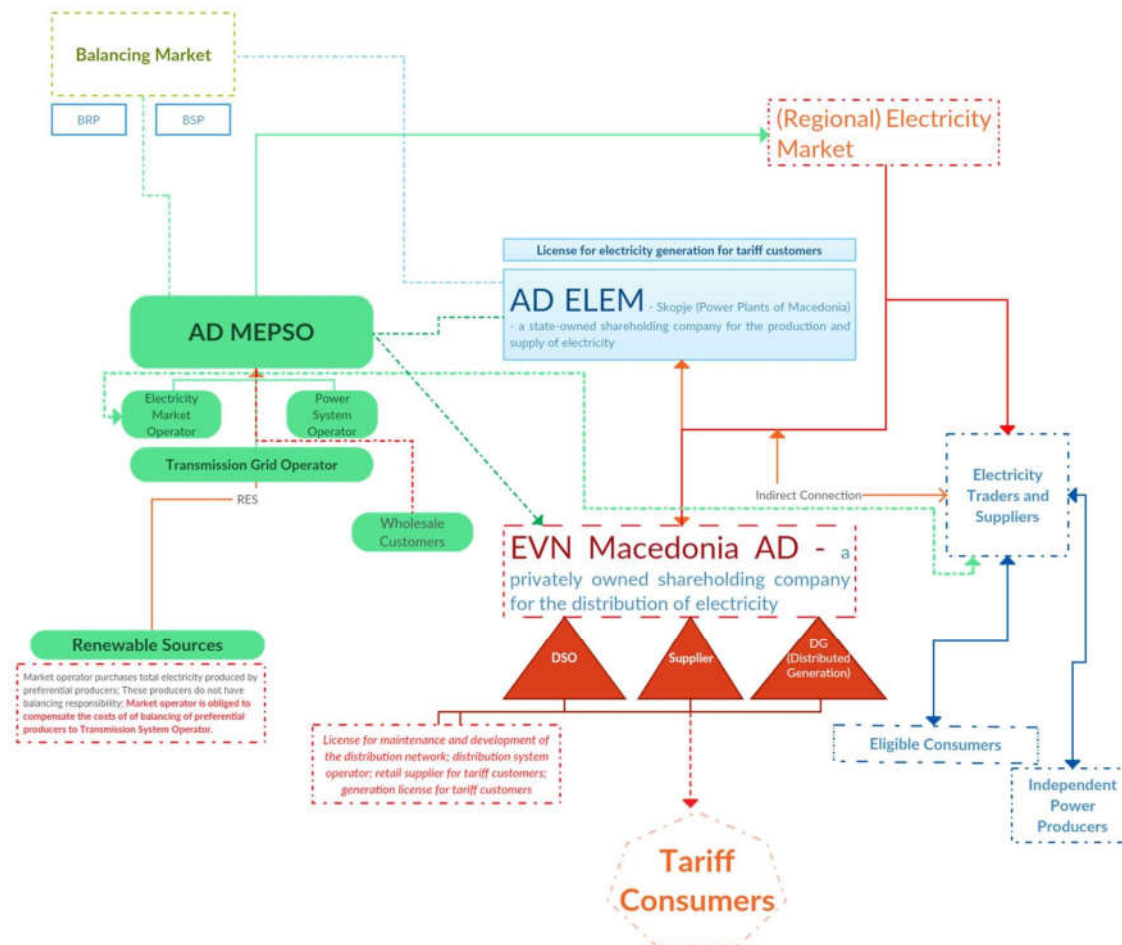 Balancing Market
BRP
BSP
(Regional) Electricity
Market
License for electricity generation for tariff customers
AD ELEM - Skopje (Power Plants of Macedonia)
- a state-owned shareholding company for the production and
supply of electricity
AD MEPSO
Electricity
Market
Operator
Power
System
Operator
Transmission Grid Operator
RES
Wholesale
Customers
Indirect Connection
Electricity
Traders and
Suppliers
EVN Macedonia AD - a
privately owned shareholding company
for the distribution of electricity
DSO
Supplier
DG
(Distributed
Generation)
Renewable Sources
Market operator purchases total electricity produced by
preferential producers; These producers do not have
balancing responsibility; Market operator is obliged to
compensate the costs of of balancing of preferential
producers to Transmission System Operator.
License for maintenance and development of
the distribution network; distribution system
operator; retail supplier for tariff customers;
generation license for tariff customers
Eligible Consumers
Independent
Power
Producers
Tariff
Consumers